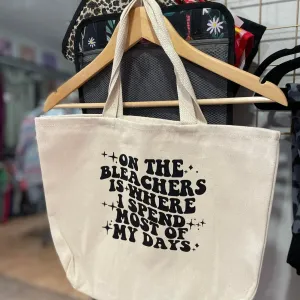 ON THE
BLEACHERS
IS WHERE
I SPEND
MOST OF
MY DAYS